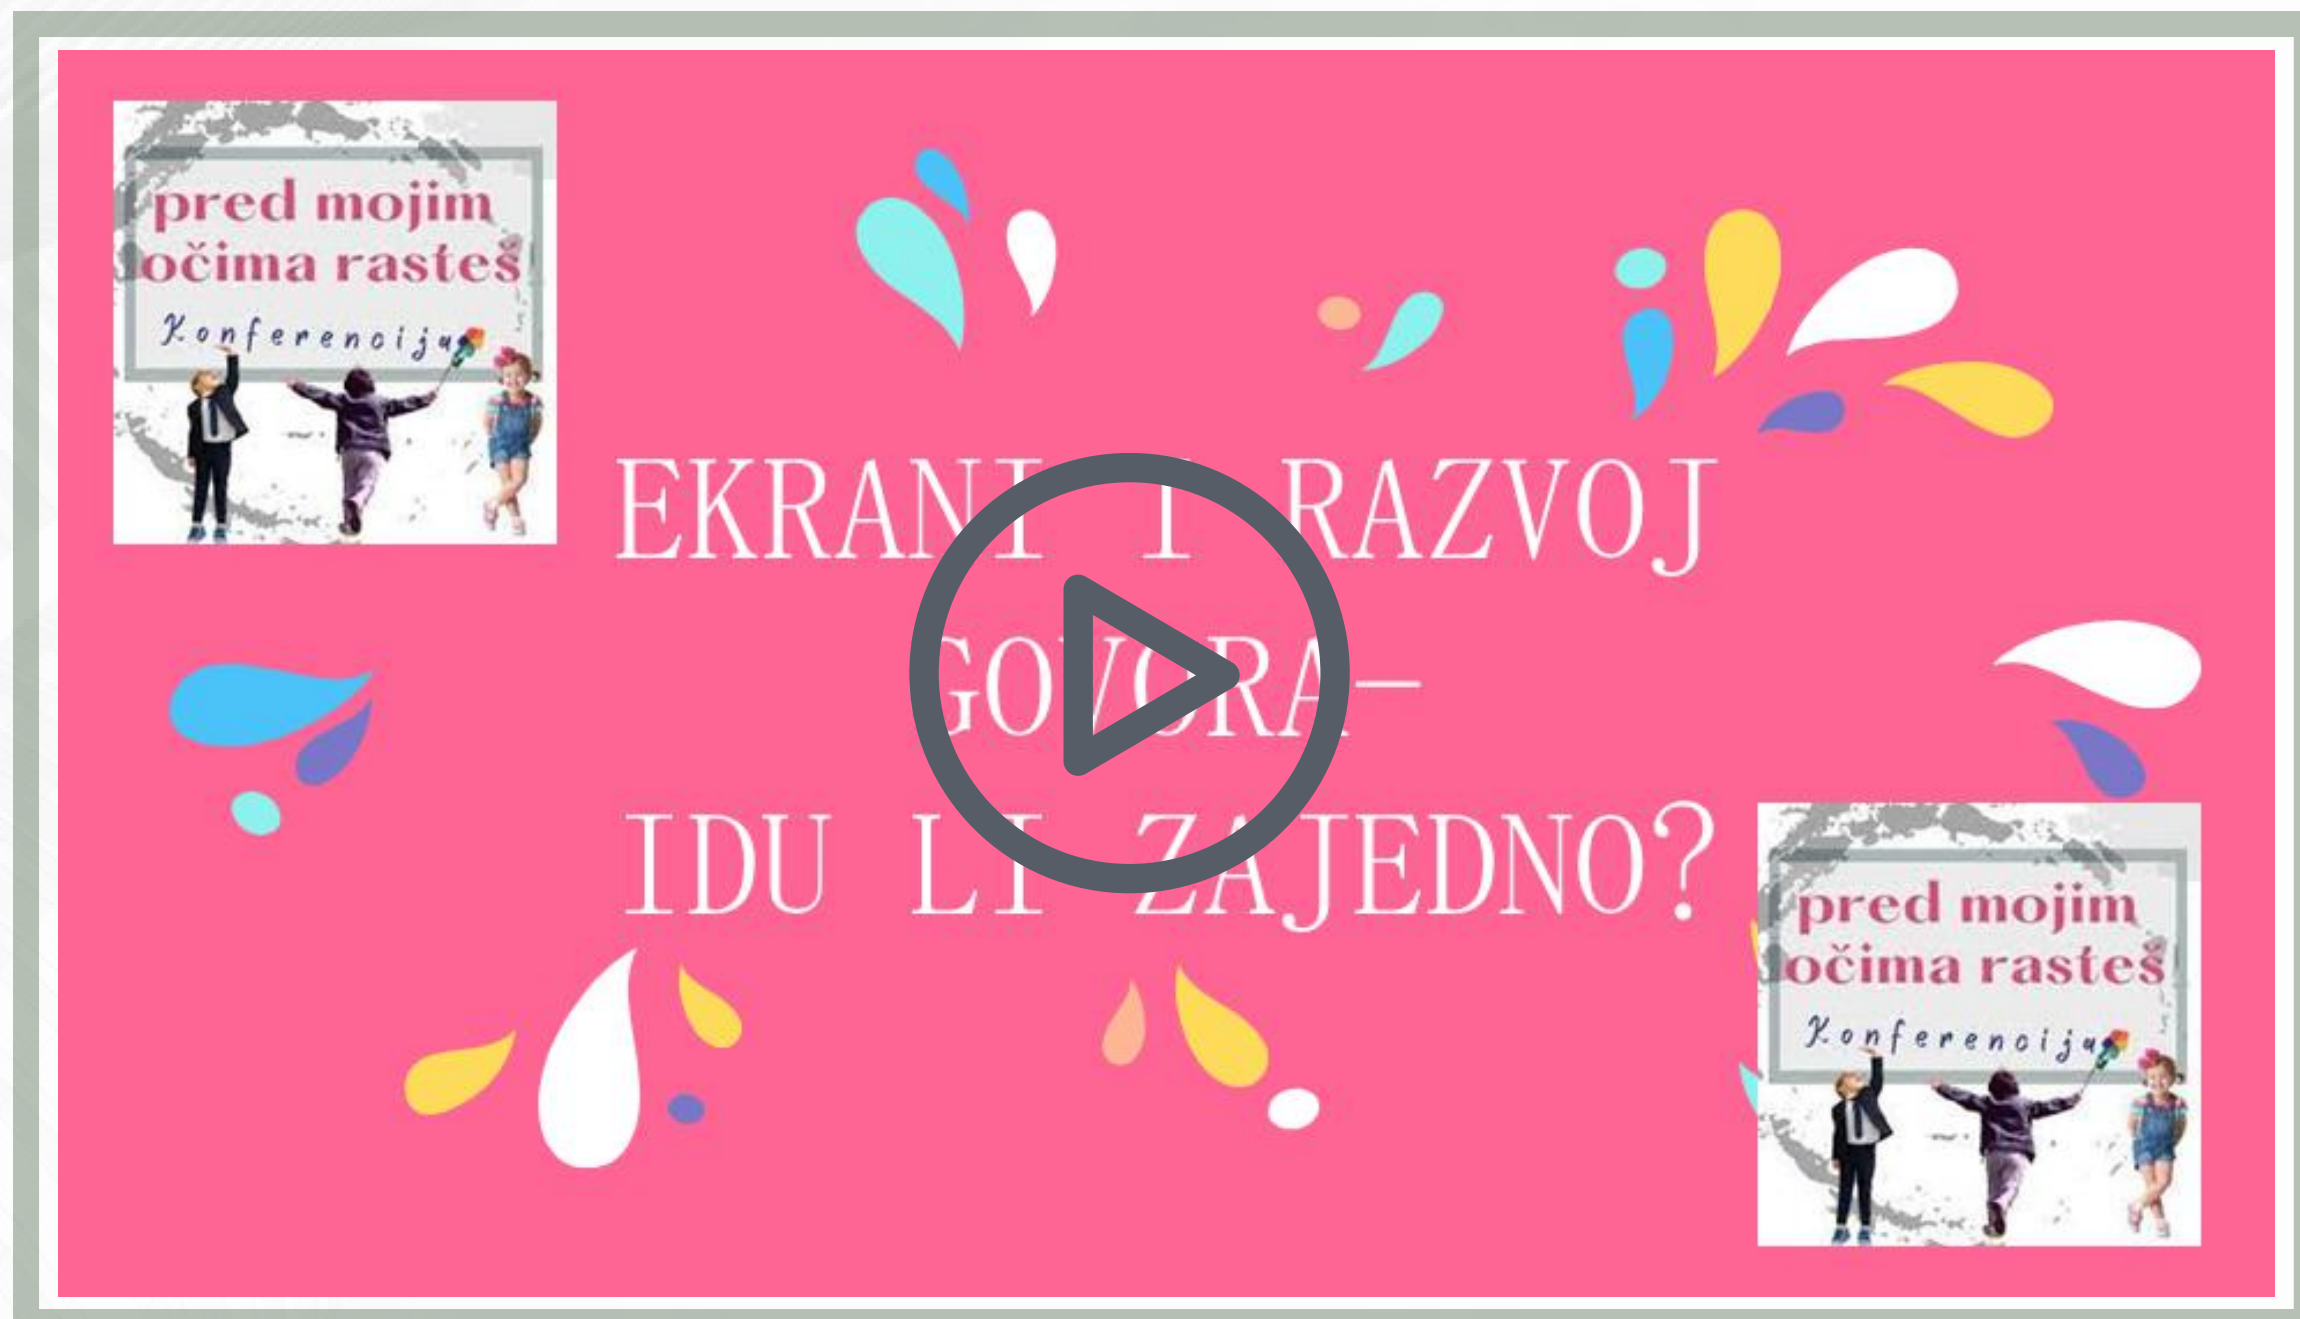 pred mojim
očima rasteš
Konferencija
EKRANI I RAZVOJ
GOVORA-
IDU LI ZAJEDNO?
pred mojim
očima rasteš
Konferencija